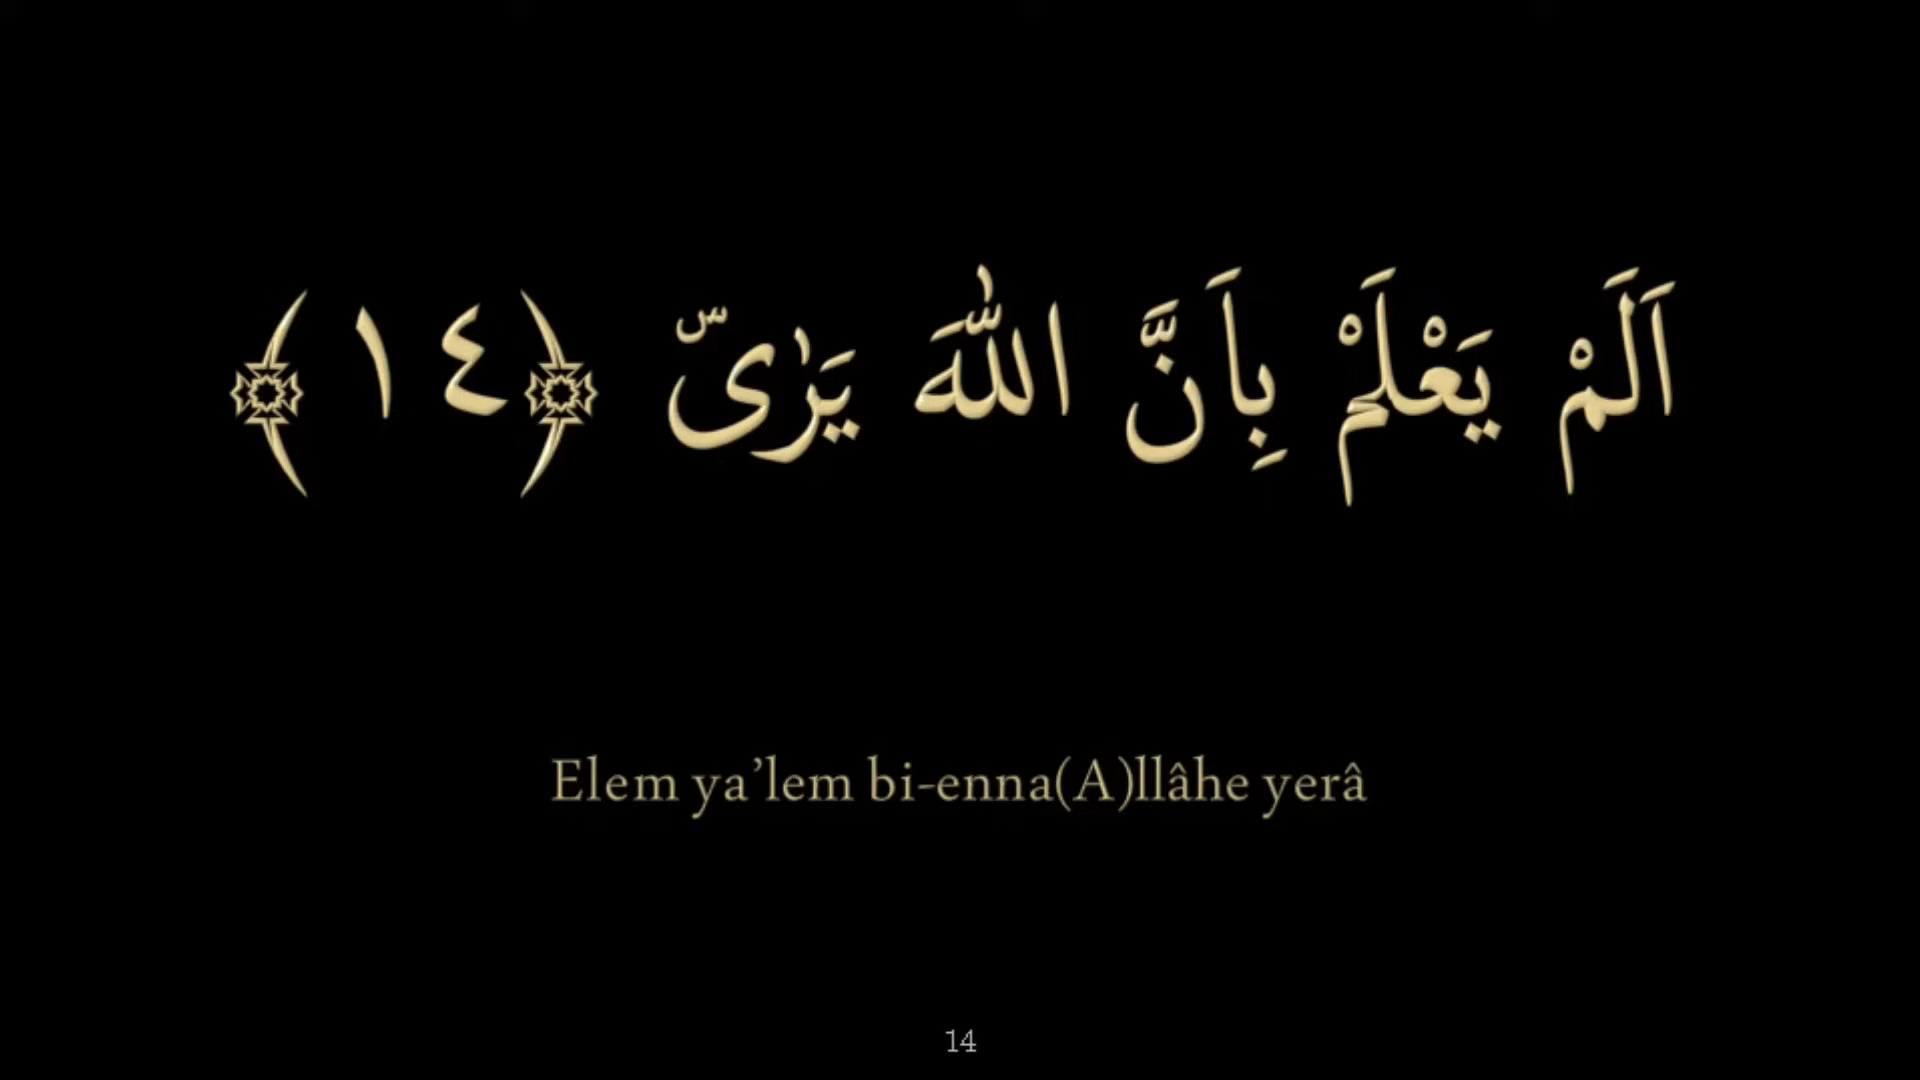 اَلَمْ يَعْلَمْ بِاَنَّ اللّٰهَ يَرٰىۜ ﴿١٤﴾
Elem ya’lem bi-enna(A)llâhe yerâ
14